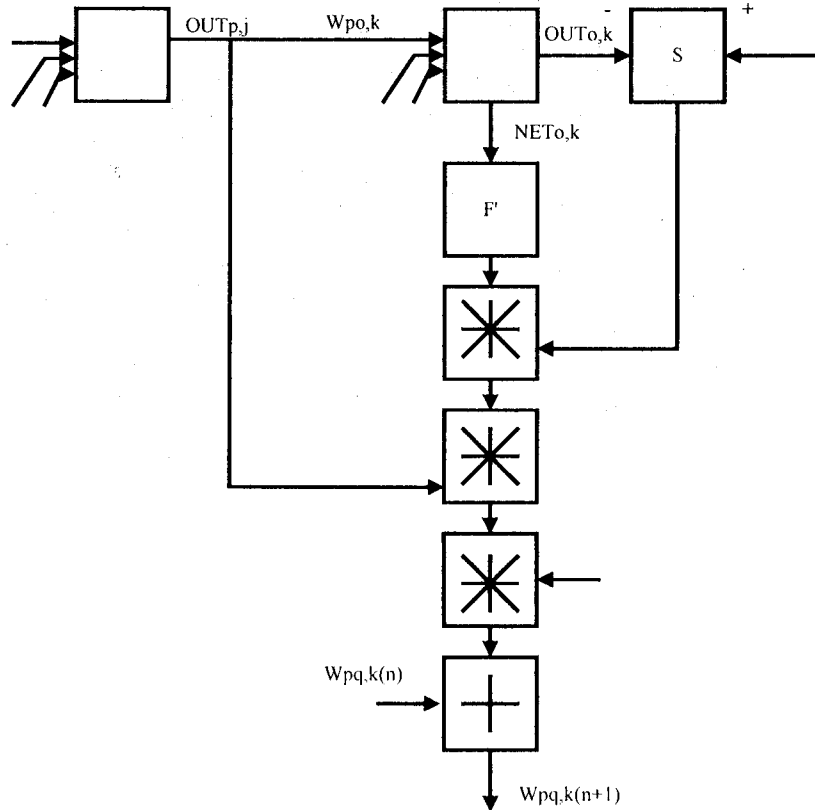 - +
OUTp,j Wpo,k OUTo,k S
NETo,k
F'
Wpq,k(n)
Wpq,k(n+1)